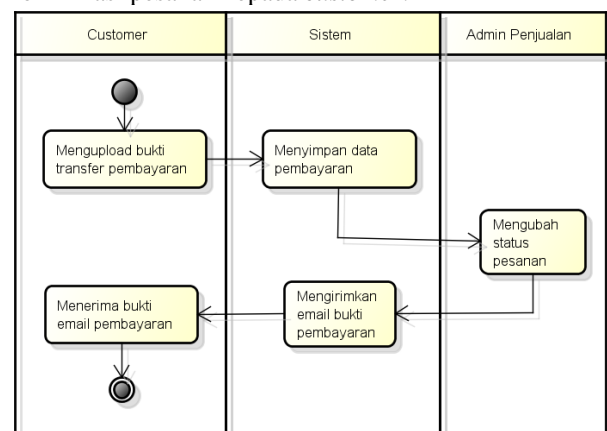 Customer
Sistem
Admin Penjualan
Mengupload bukti
transfer pembayaran
Menyimpan data
pembayaran
Mengubah
status
pesanan
Mengirimkan
email bukti
pembayaran
Menerima bukti
email pembayaran